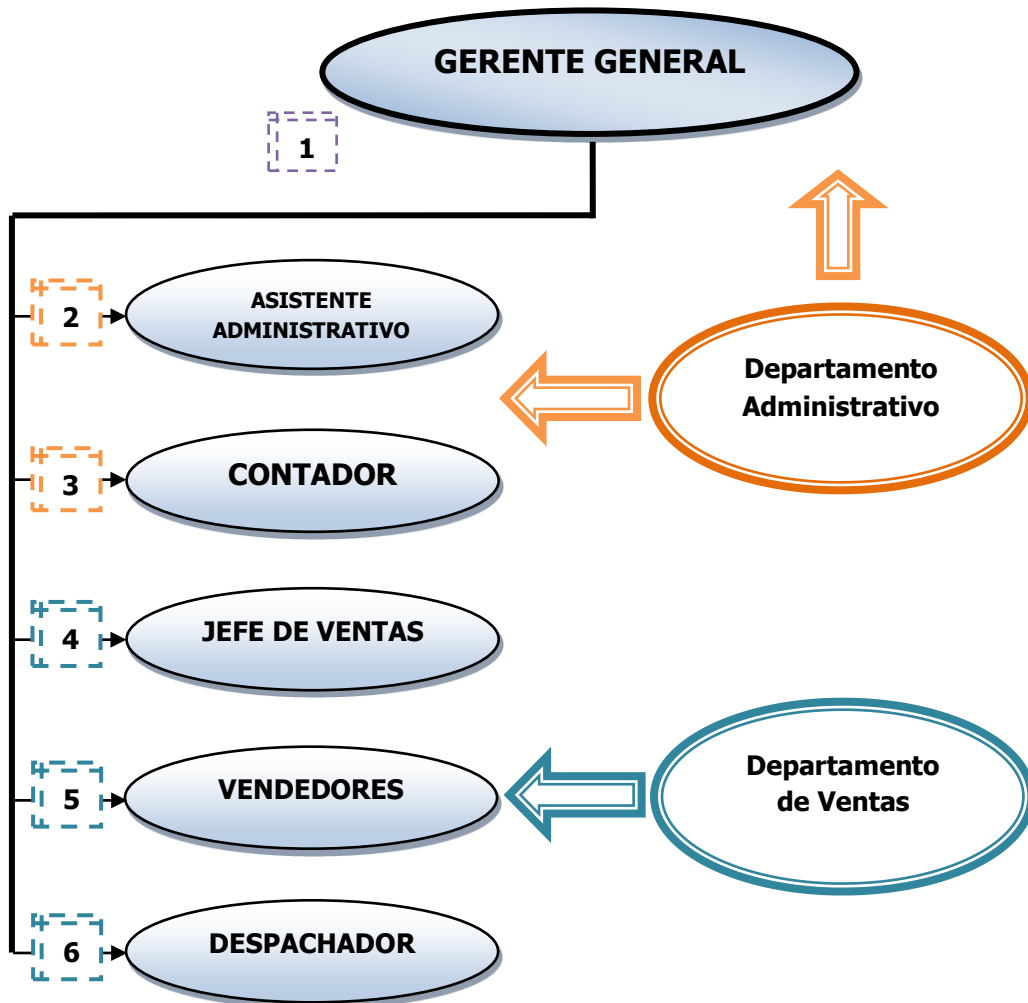 GERENTE GENERAL
1
2
ASISTENTE
ADMINISTRATIVO
Departamento
Administrativo
3
CONTADOR
4
JEFE DE VENTAS
5
VENDEDORES
Departamento
de Ventas
6
DESPACHADOR